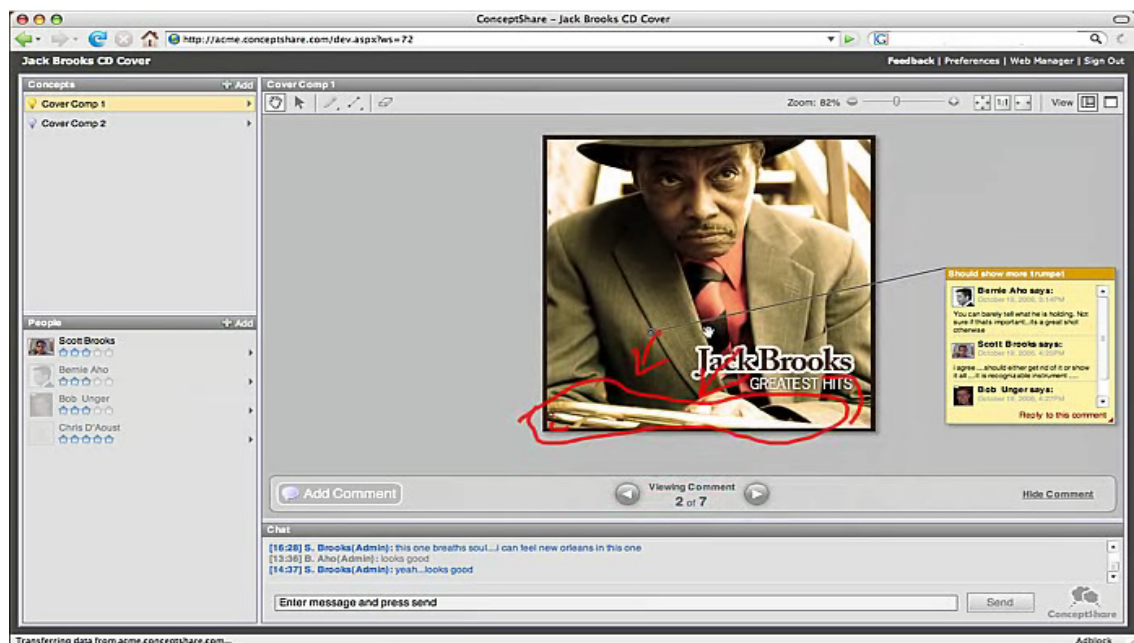 ConceptShare – Jack Brooks CD Cover
http://acme.conceptshare.com/dev.aspx?ws=72
Jack Brooks CD Cover
Feedback | Preferences | Web Manager | Sign Out
Concepts + Add
Cover Comp 1
Cover Comp 2
Cover Comp 1
Zoom: 82%
1:1
View
JackBrooks
GREATEST HITS
Should show more trumpet
Bernie Aho says:
October 18, 2006, 3:14PM
You can barely tell what he is holding. Not
sure if thats important...its a great shot
otherwise
Scott Brooks says:
October 18, 2006, 4:20PM
I agree....should either get rid of it or show
it all ....it is recognizable instrument .....
Bob Unger says:
October 18, 2006, 4:27PM
Reply to this comment
People + Add
Scott Brooks
Bernie Aho
Bob Unger
Chris D'Aoust
Add Comment
Viewing Comment
2 of 7
Hide Comment
Chat
[16:28] S. Brooks(Admin): this one breaths soul...i can feel new orleans in this one
[13:36] B. Aho(Admin): looks good
[14:37] S. Brooks(Admin): yeah...looks good
Enter message and press send
Send
ConceptShare
Transferring data from acme.conceptshare.com...
Adblock